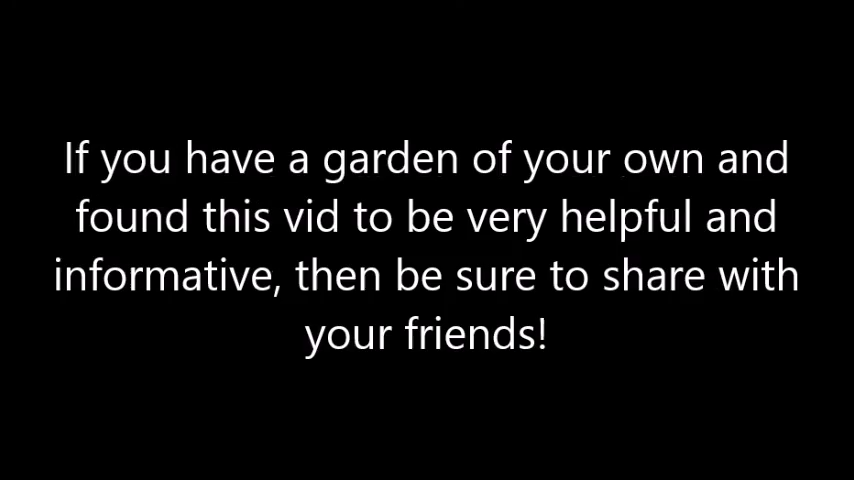 If you have a garden of your own and
found this vid to be very helpful and
informative, then be sure to share with
your friends!